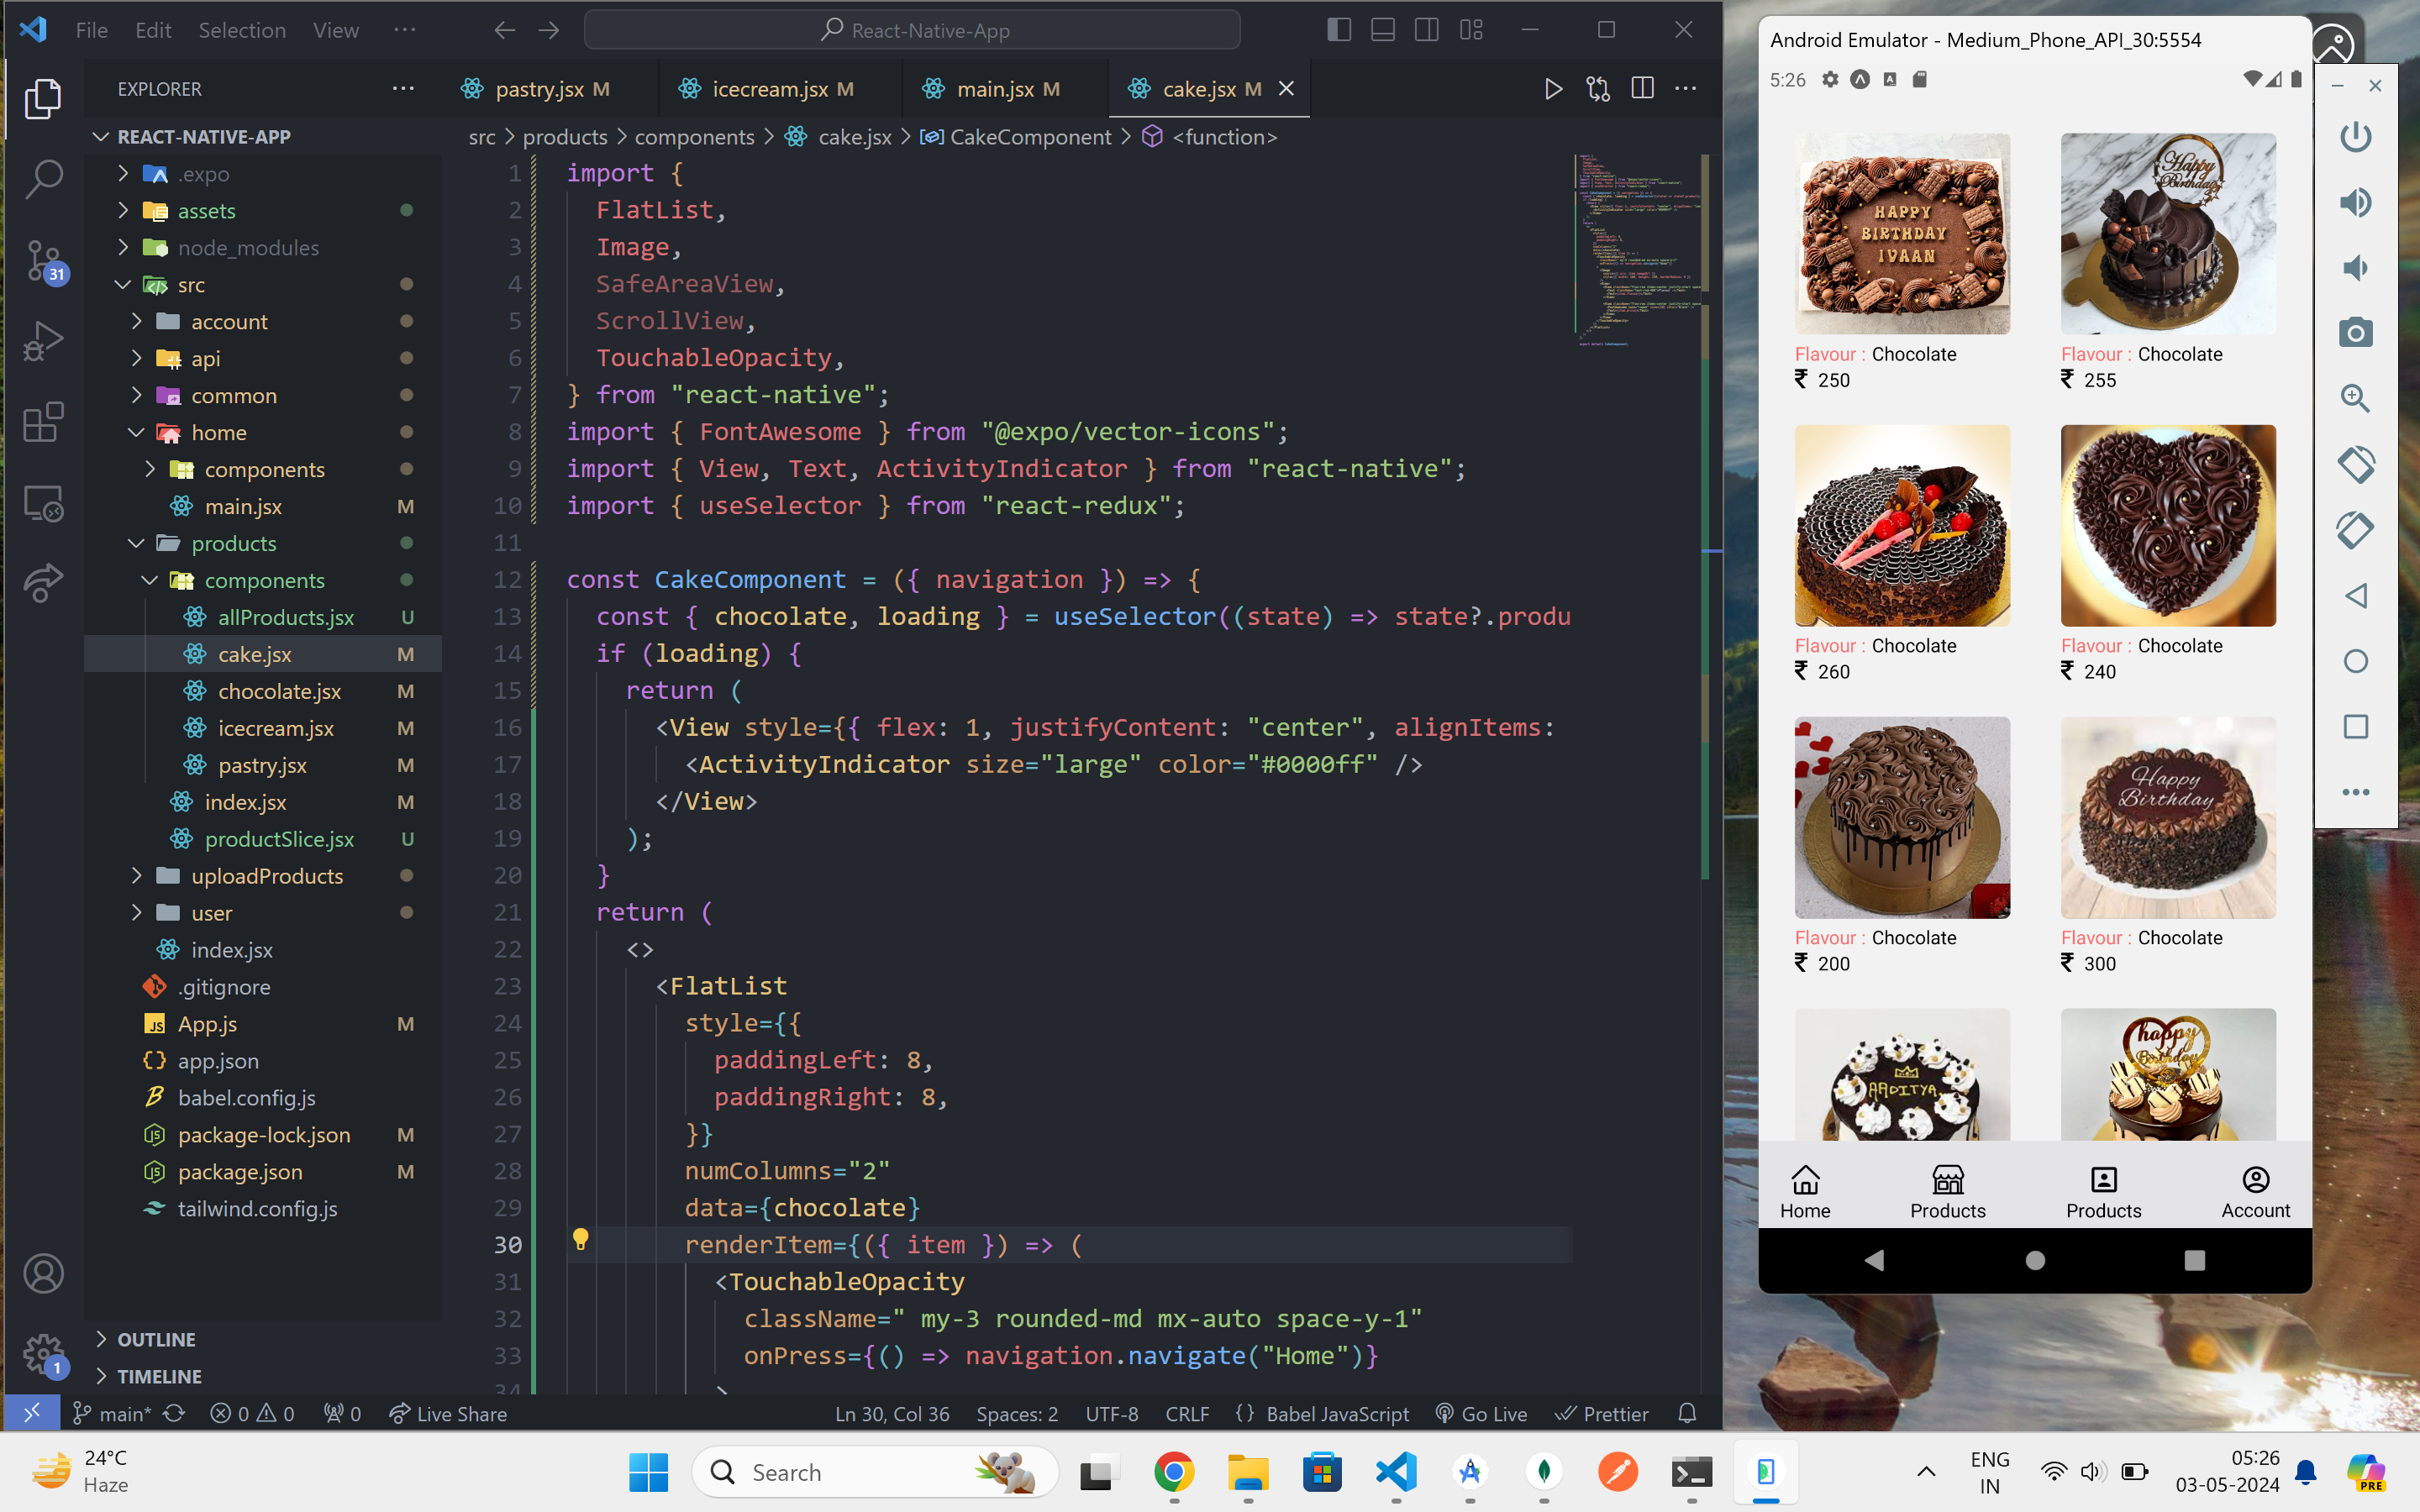 File Edit Selection View ···
React-Native-App
EXPLORER
REACT-NATIVE-APP
.expo
assets
node_modules
src
account
api
common
home
components
main.jsx M
products
components
allProducts.jsx U
cake.jsx M
chocolate.jsx M
icecream.jsx M
pastry.jsx M
index.jsx M
productSlice.jsx U
uploadProducts
user
index.jsx
.gitignore
App.js M
app.json
babel.config.js
package-lock.json M
package.json M
tailwind.config.js
OUTLINE
TIMELINE
31
1
pastry.jsx M icecream.jsx M main.jsx M cake.jsx M
src > products > components > cake.jsx > CakeComponent > <function>
1 import {
2 FlatList,
3 Image,
4 SafeAreaView,
5 ScrollView,
6 TouchableOpacity,
7 } from "react-native";
8 import { FontAwesome } from "@expo/vector-icons";
9 import { View, Text, ActivityIndicator } from "react-native";
10 import { useSelector } from "react-redux";
11
12 const CakeComponent = ({ navigation }) => {
13 const { chocolate, loading } = useSelector((state) => state?.produ
14 if (loading) {
15 return (
16 <View style={{ flex: 1, justifyContent: "center", alignItems:
17 <ActivityIndicator size="large" color="#0000ff" />
18 </View>
19 );
20 }
21 return (
22 <>
23 <FlatList
24 style={{
25 paddingLeft: 8,
26 paddingRight: 8,
27 }}
28 numColumns="2"
29 data={chocolate}
30 renderItem={({ item }) => (
31 <TouchableOpacity
32 className=" my-3 rounded-md mx-auto space-y-1"
33 onPress={() => navigation.navigate("Home")}
34 >
main* 0 0 0 Live Share Ln 30, Col 36 Spaces: 2 UTF-8 CRLF {} Babel JavaScript Go Live Prettier
Android Emulator - Medium_Phone_API_30:5554
5:26
HAPPY
BIRTHDAY
IVAAN
Happy
Birthday
Flavour : Chocolate
₹ 250
Flavour : Chocolate
₹ 255
Flavour : Chocolate
₹ 260
Flavour : Chocolate
₹ 240
Happy
Birthday
Flavour : Chocolate
₹ 200
Flavour : Chocolate
₹ 300
AADITYA
happy
Birthday
Home Products Products Account
24°C
Haze
Search
ENG
IN
05:26
03-05-2024
PRE